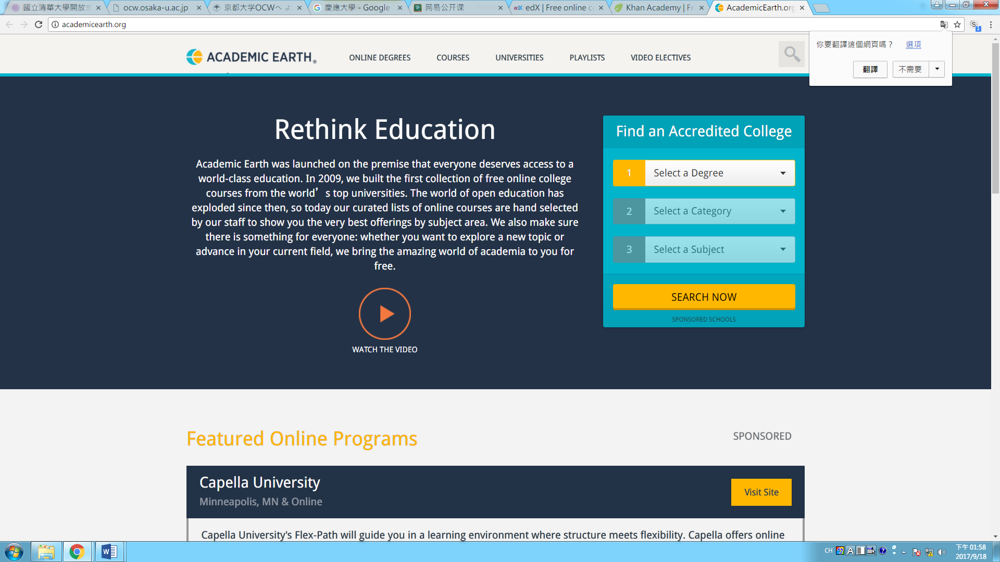 國立清華大學開放式
ocw.osaka-u.ac.jp
京都大学OCWへ よ
慶應大學 - Google
网易公开课
edX | Free online c
Khan Academy | Fr
AcademicEarth.org
academicearth.org
你要翻譯這個網頁嗎？ 選項
翻譯 不需要
ACADEMIC EARTH®
ONLINE DEGREES COURSES UNIVERSITIES PLAYLISTS VIDEO ELECTIVES
Rethink Education
Academic Earth was launched on the premise that everyone deserves access to a
world-class education. In 2009, we built the first collection of free online college
courses from the world’s top universities. The world of open education has
exploded since then, so today our curated lists of online courses are hand selected
by our staff to show you the very best offerings by subject area. We also make sure
there is something for everyone: whether you want to explore a new topic or
advance in your current field, we bring the amazing world of academia to you for
free.
WATCH THE VIDEO
Find an Accredited College
1 Select a Degree
2 Select a Category
3 Select a Subject
SEARCH NOW
SPONSORED SCHOOLS
Featured Online Programs
SPONSORED
Capella University
Minneapolis, MN & Online
Visit Site
Capella University's Flex-Path will guide you in a learning environment where structure meets flexibility. Capella offers online
CH
下午 01:58
2017/9/18